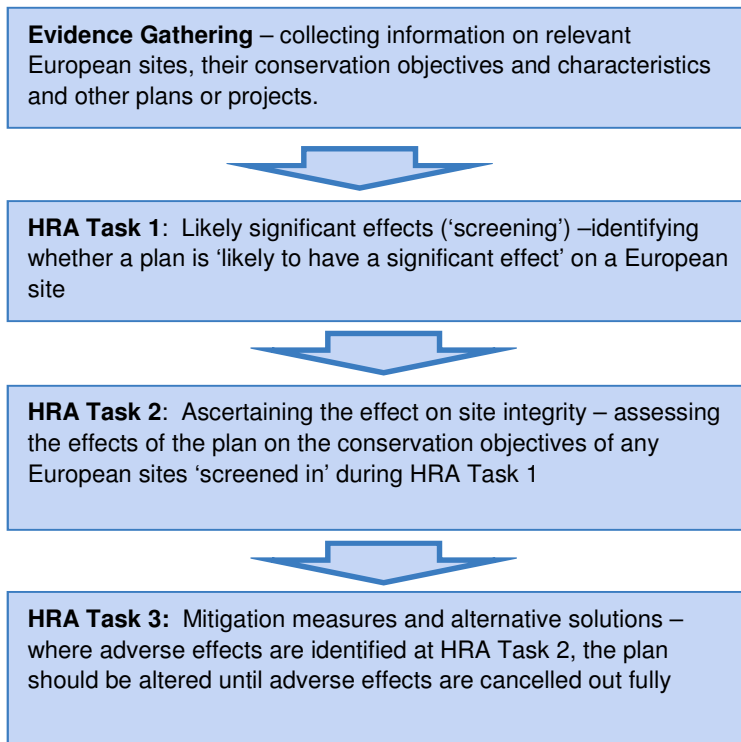 Evidence Gathering – collecting information on relevant
European sites, their conservation objectives and characteristics
and other plans or projects.
HRA Task 1:  Likely significant effects (‘screening’) –identifying
whether a plan is ‘likely to have a significant effect’ on a European
site
HRA Task 2:  Ascertaining the effect on site integrity – assessing
the effects of the plan on the conservation objectives of any
European sites ‘screened in’ during HRA Task 1
HRA Task 3:  Mitigation measures and alternative solutions –
where adverse effects are identified at HRA Task 2, the plan
should be altered until adverse effects are cancelled out fully